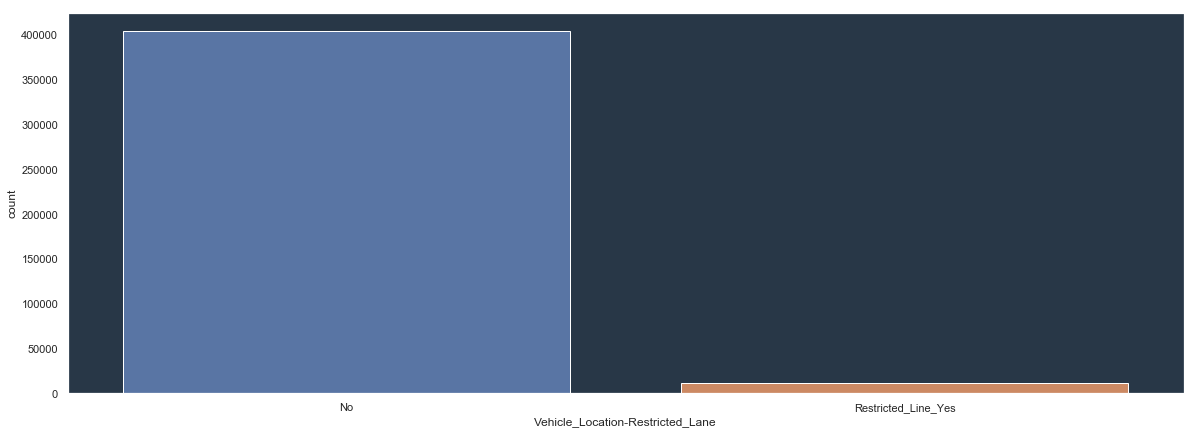 400000
350000
300000
250000
200000
150000
100000
50000
0
count
No
Restricted_Line_Yes
Vehicle_Location-Restricted_Lane